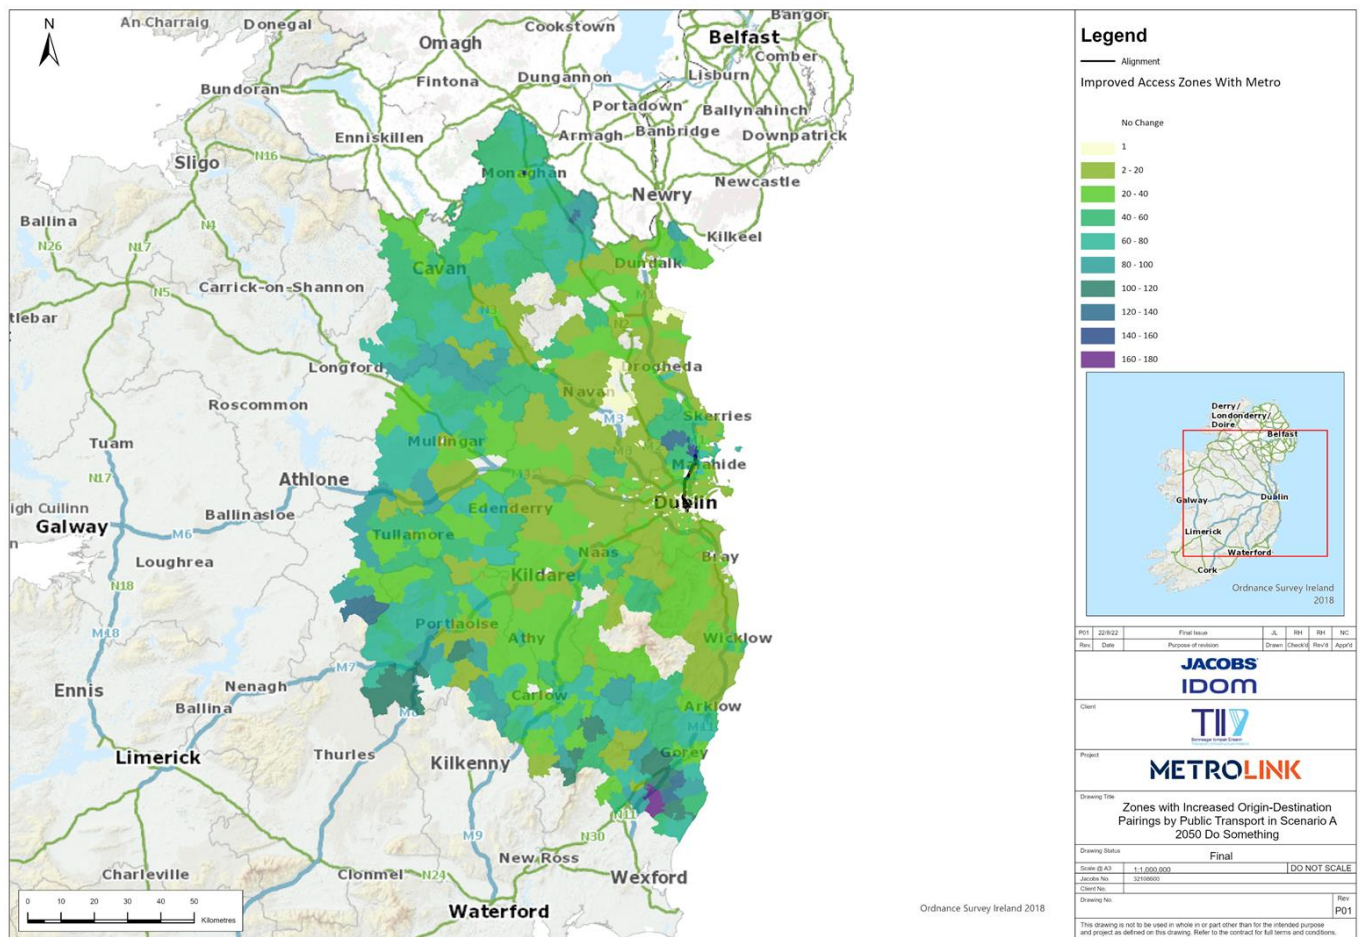 N
An Charraig
Donegal
Cookstown
Bangor
Omagh
Belfast
Comber
Fintona
Dungannon
Lisburn
Bundoran
Portadown
Ballynahinch
Enniskillen
Armagh
Banbridge
Downpatrick
Sligo
N16
Monaghan
Newcastle
Newry
Ballina
N4
Kilkeel
N26
N17
Cavan
Dundalk
Carrick-on-Shannon
N5
M1
tlebar
N3
N2
Longford
Drogheda
Navan
Roscommon
M3
Skerries
Tuam
Mullingar
M2
M1
M3
Malahide
N17
Athlone
Dublin
igh Cuilinn
Ballinasloe
Edenderry
Galway
M6
Tullamore
n
Loughrea
Naas
Bray
Kildare
N18
Portlaoise
M18
Athy
Wicklow
M7
Ennis
Nenagh
Carlow
Ballina
Arklow
M8
M11
Limerick
Thurles
Kilkenny
Gorey
N11
M9
N30
New Ross
Charleville
Clonmel
N24
Wexford
Waterford
0 10 20 30 40 50
Kilometres
Ordnance Survey Ireland 2018
Legend
Alignment
Improved Access Zones With Metro
No Change
1
2 - 20
20 - 40
40 - 60
60 - 80
80 - 100
100 - 120
120 - 140
140 - 160
160 - 180
Derry/
Londonderry/
Doire
Belfast
Galway
Dublin
Limerick
Waterford
Cork
Ordnance Survey Ireland
2018
P01 22/8/22 Final Issue JL RH RH NC
Rev. Date Purpose of revision Drawn Check'd Rev'd Appr'd
JACOBS
IDOM
Client
TII
Project
METROLINK
Drawing Title
Zones with Increased Origin-Destination
Pairings by Public Transport in Scenario A
2050 Do Something
Drawing Status
Final
Scale @ A3 1:1,000,000 DO NOT SCALE
Jacobs No. 32108600
Client No.
Drawing No.
Rev
P01
This drawing is not to be used in whole in or part other than for the intended purpose
and project as defined on this drawing. Refer to the contract for full terms and conditions.